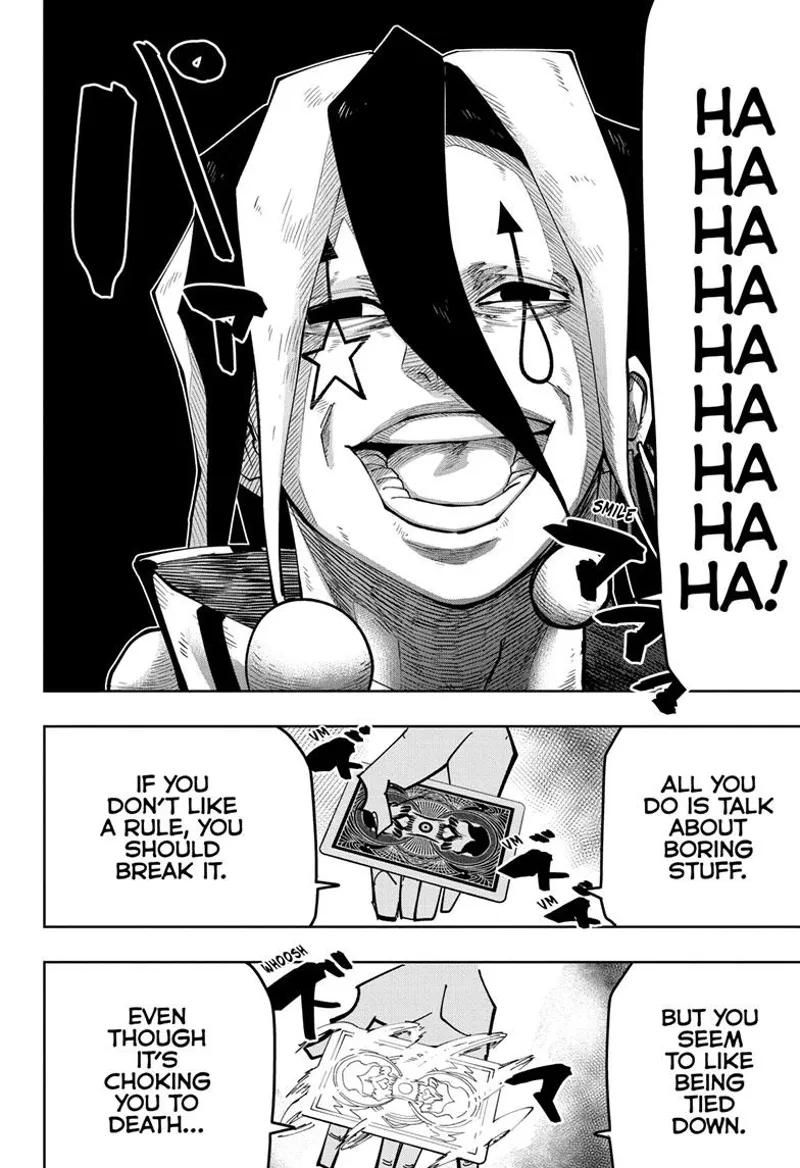 HA
HA
HA
HA
HA
HA
HA
HA
HA!
SMILE
ALL YOU
DO IS TALK
ABOUT
BORING
STUFF.
VM
VM
VM
IF YOU
DON'T LIKE
A RULE, YOU
SHOULD
BREAK IT.
BUT YOU
SEEM
TO LIKE
BEING
TIED
DOWN.
WHOOSH
EVEN
THOUGH
IT'S
CHOKING
YOU TO
DEATH...